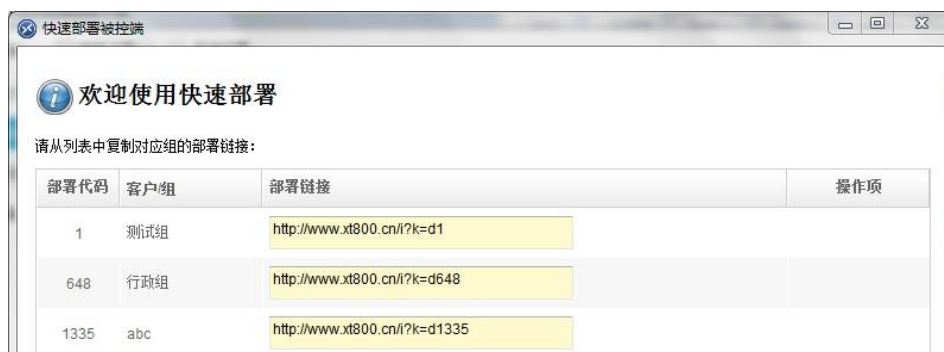 快速部署被控端
欢迎使用快速部署
请从列表中复制对应组的部署链接：
部署代码 客户/组 部署链接 操作项
1 测试组 http://www.xt800.cn/i?k=d1
648 行政组 http://www.xt800.cn/i?k=d648
1335 abc http://www.xt800.cn/i?k=d1335